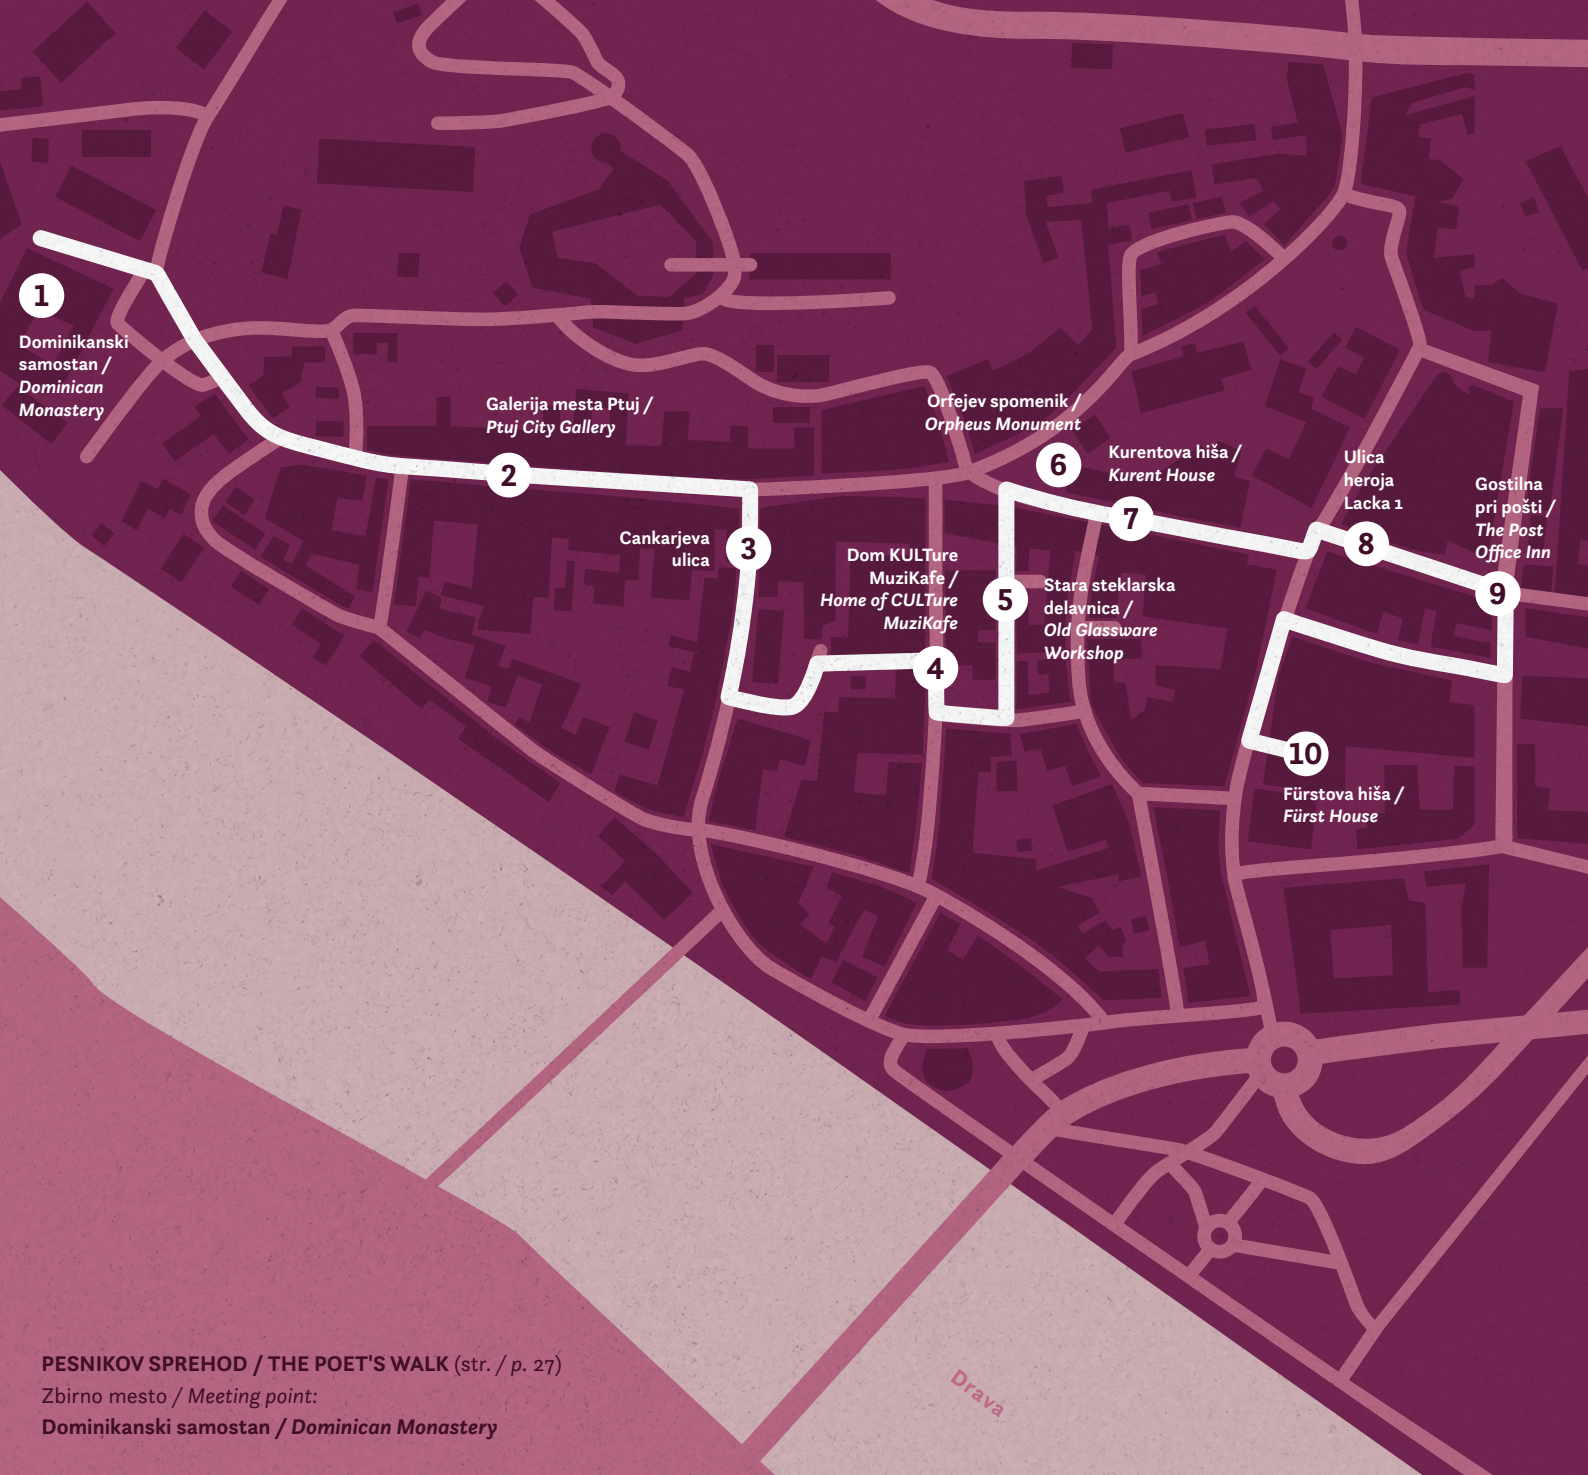 1
Dominikanski
samostan /
Dominican
Monastery
Galerija mesta Ptuj /
Ptuj City Gallery
2
Cankarjeva
ulica
3
Dom KULTure
MuziKafe /
Home of CULTure
MuziKafe
4
5
Stara steklarska
delavnica /
Old Glassware
Workshop
Orfejev spomenik /
Orpheus Monument
6
Kurentova hiša /
Kurent House
7
Ulica
heroja
Lacka 1
8
Gostilna
pri pošti /
The Post
Office Inn
9
10
Fürstova hiša /
Fürst House
Drava
PESNIKOV SPREHOD / THE POET'S WALK (str. / p. 27)
Zbirno mesto / Meeting point:
Dominikanski samostan / Dominican Monastery